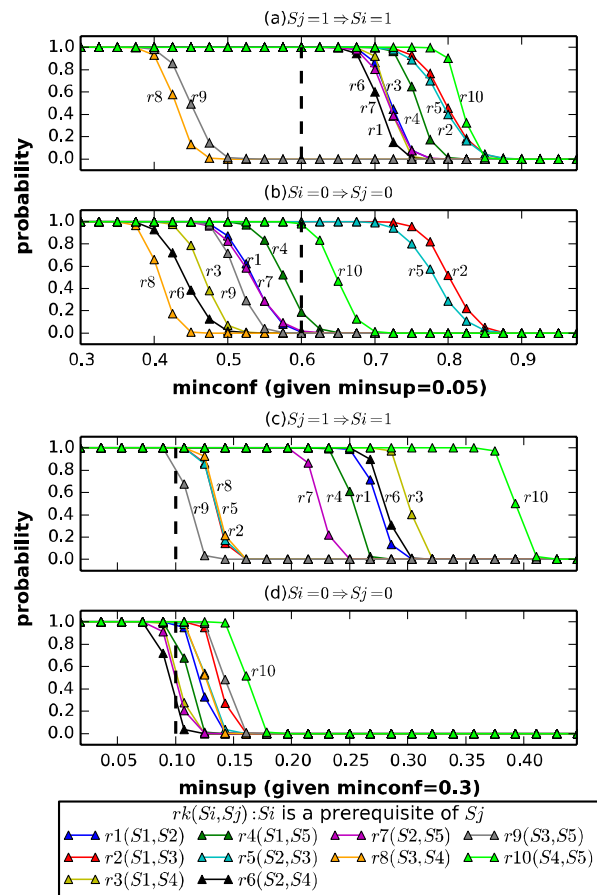 (a)Sj=1⇒Si=1
1.0
0.8
0.6
0.4
0.2
0.0
r8
r9
r6
r3
r7
r4
r1
r5
r2
r10
(b)Si=0⇒Sj=0
1.0
0.8
0.6
0.4
0.2
0.0
r8
r6
r3
r9
r1
r7
r4
r10
r5
r2
0.3 0.4 0.5 0.6 0.7 0.8 0.9
probability
minconf (given minsup=0.05)
(c)Sj=1⇒Si=1
1.0
0.8
0.6
0.4
0.2
0.0
r9
r8
r5
r2
r7
r4
r1
r6
r3
r10
(d)Si=0⇒Sj=0
1.0
0.8
0.6
0.4
0.2
0.0
r10
0.05 0.10 0.15 0.20 0.25 0.30 0.35 0.40
probability
minsup (given minconf=0.3)
rk(Si,Sj):Si is a prerequisite of Sj
r1(S1,S2) r4(S1,S5) r7(S2,S5) r9(S3,S5)
r2(S1,S3) r5(S2,S3) r8(S3,S4) r10(S4,S5)
r3(S1,S4) r6(S2,S4)